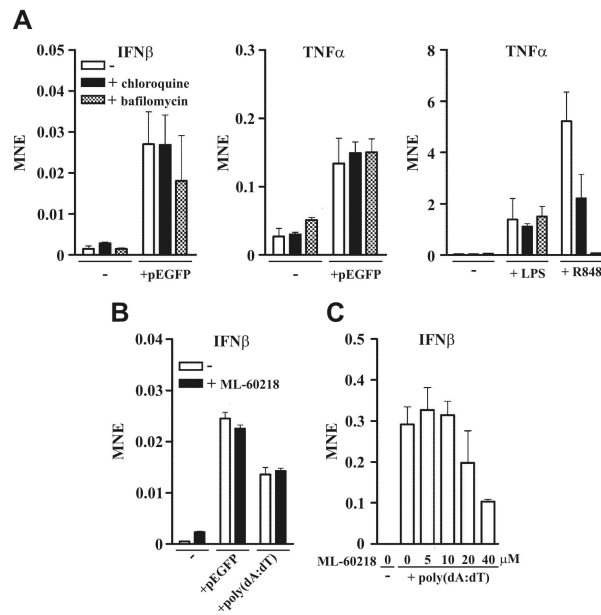 A
IFNβ
TNFα
TNFα
-
+ chloroquine
+ bafilomycin
MNE
0.05
0.04
0.03
0.02
0.01
0
-
+pEGFP
MNE
0.3
0.2
0.1
0
-
+pEGFP
MNE
8
6
4
2
0
-
+ LPS
+ R848
B
IFNβ
-
+ ML-60218
MNE
0.04
0.03
0.02
0.01
0
-
+pEGFP
+poly(dA:dT)
C
IFNβ
MNE
0.5
0.4
0.3
0.2
0.1
0
ML-60218 0 0 5 10 20 40 μM
- + poly(dA:dT)